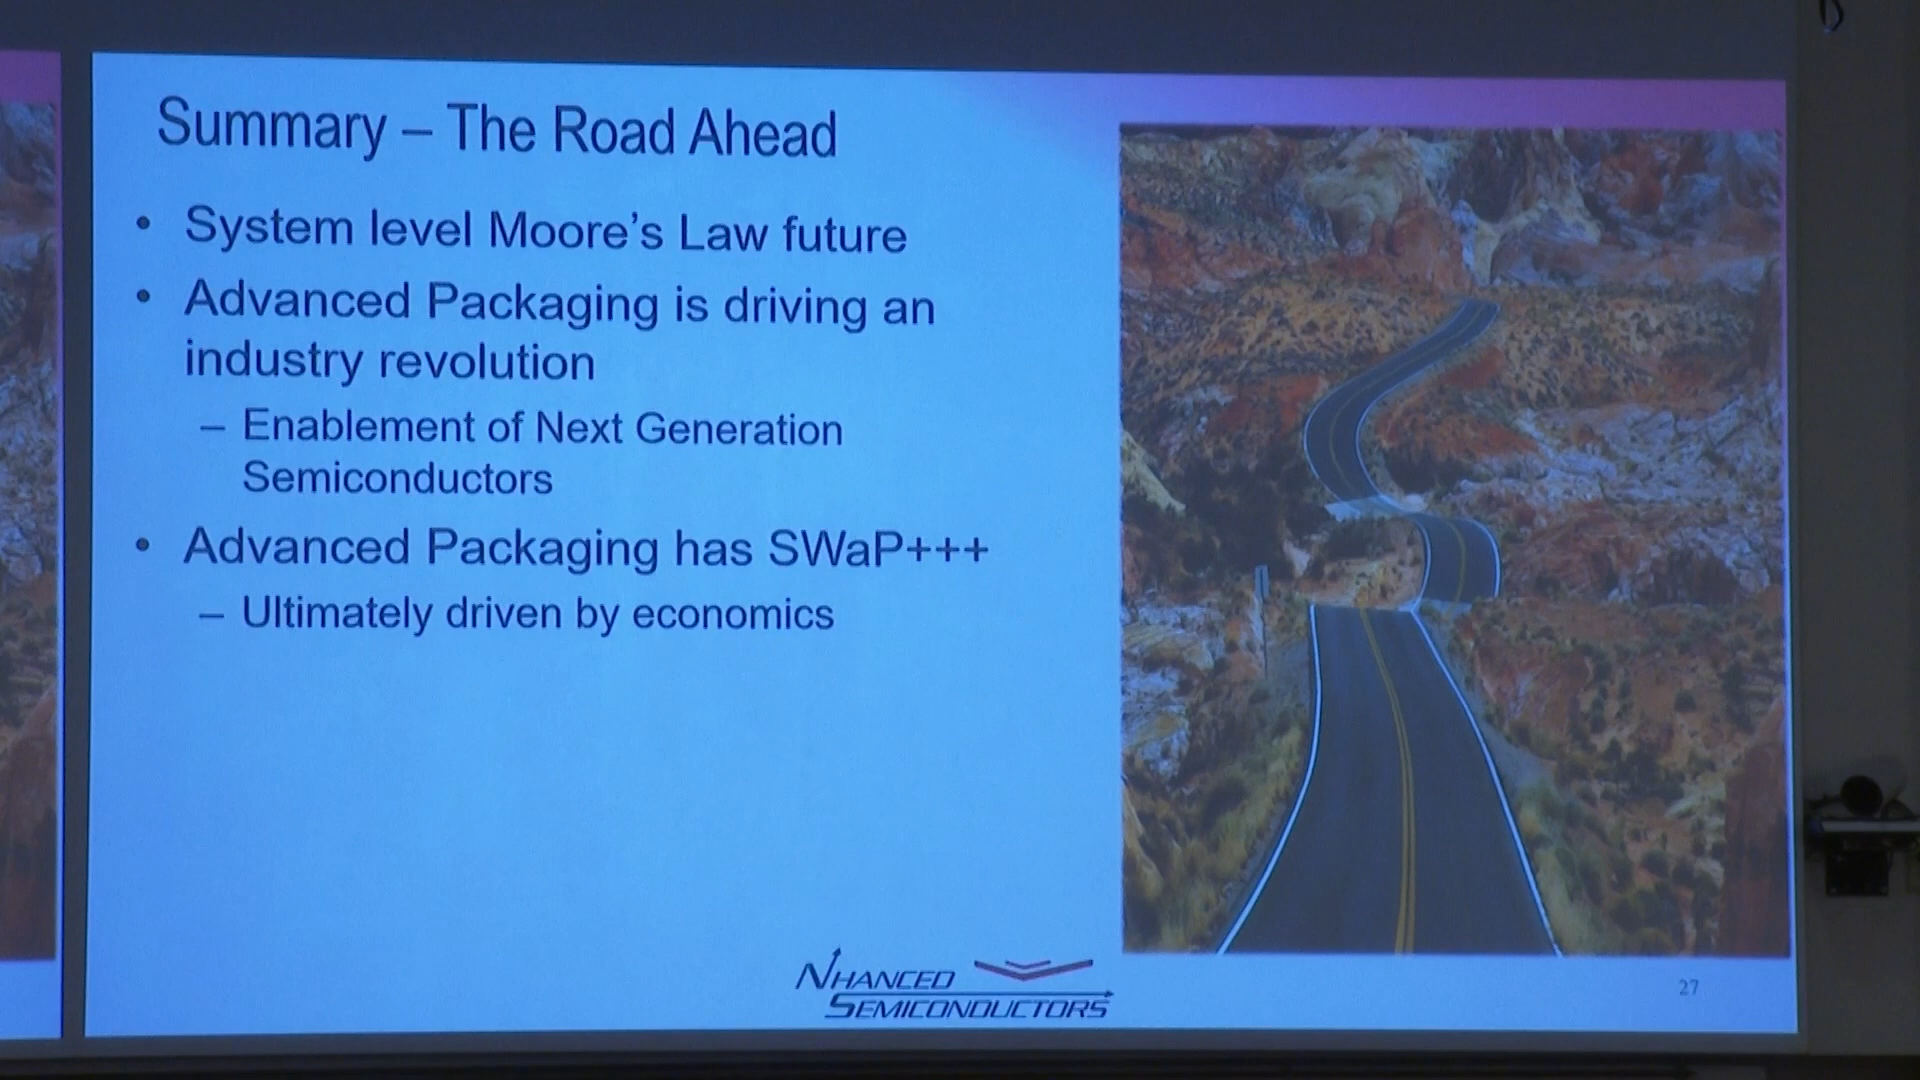 Summary – The Road Ahead
• System level Moore's Law future
• Advanced Packaging is driving an
industry revolution
– Enablement of Next Generation
Semiconductors
• Advanced Packaging has SWaP+++
– Ultimately driven by economics
NHANCED
SEMICONDUCTORS
27